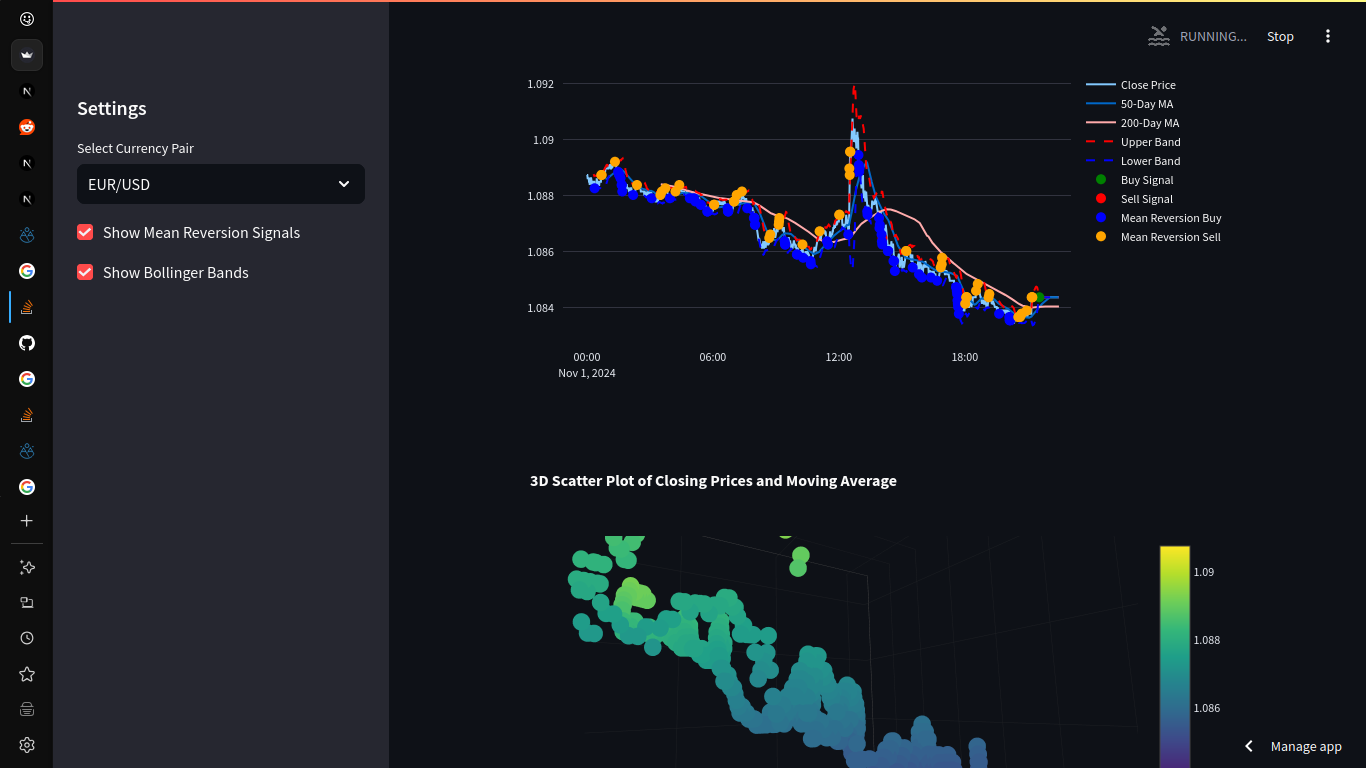 RUNNING...
Stop
Settings
Select Currency Pair
EUR/USD
Show Mean Reversion Signals
Show Bollinger Bands
1.092
1.09
1.088
1.086
1.084
00:00
Nov 1, 2024
06:00
12:00
18:00
Close Price
50-Day MA
200-Day MA
Upper Band
Lower Band
Buy Signal
Sell Signal
Mean Reversion Buy
Mean Reversion Sell
3D Scatter Plot of Closing Prices and Moving Average
1.09
1.088
1.086
Manage app